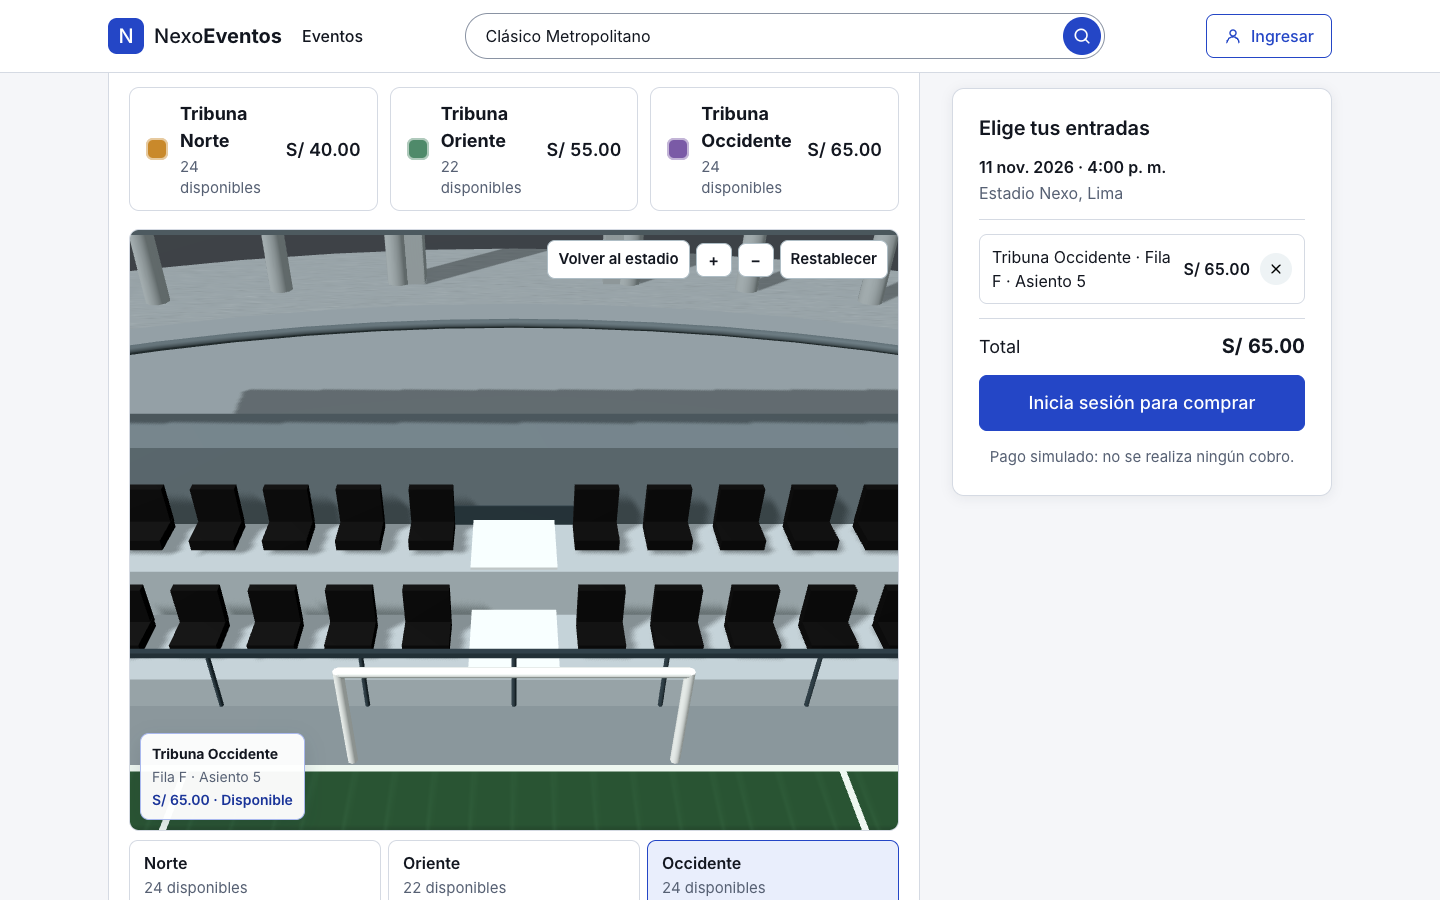 N NexoEventos Eventos Clásico Metropolitano Ingresar
Tribuna
Norte
24
disponibles
S/ 40.00
Tribuna
Oriente
22
disponibles
S/ 55.00
Tribuna
Occidente
24
disponibles
S/ 65.00
Volver al estadio + − Restablecer
Tribuna Occidente
Fila F · Asiento 5
S/ 65.00 · Disponible
Norte
24 disponibles
Oriente
22 disponibles
Occidente
24 disponibles
Elige tus entradas
11 nov. 2026 · 4:00 p. m.
Estadio Nexo, Lima
Tribuna Occidente · Fila
F · Asiento 5
S/ 65.00 ✕
Total S/ 65.00
Inicia sesión para comprar
Pago simulado: no se realiza ningún cobro.